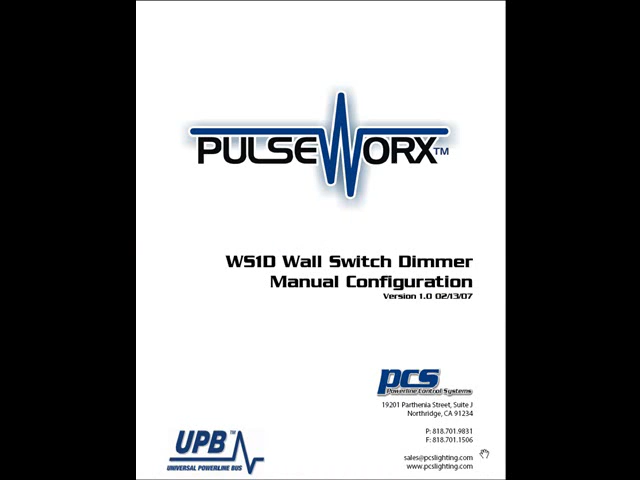 PULSEWORX™
WS1D Wall Switch Dimmer
Manual Configuration
Version 1.0 02/13/07
pcs
Powerline Control Systems
19201 Parthenia Street, Suite J
Northridge, CA 91234
P: 818.701.9831
F: 818.701.1506
sales@pcslighting.com
www.pcslighting.com
UPB™
UNIVERSAL POWERLINE BUS